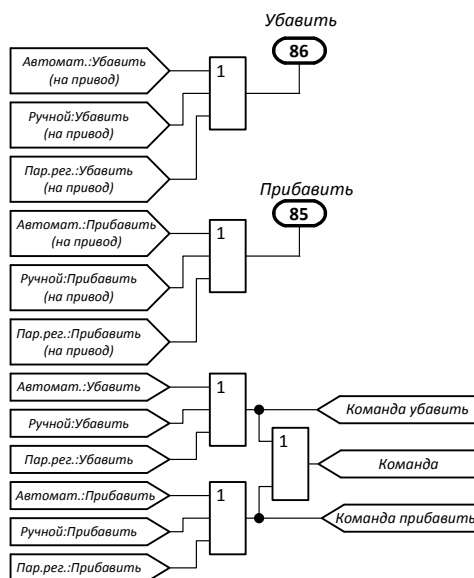 Убавить
86
Автомат.:Убавить
(на привод)
1
Ручной:Убавить
(на привод)
Пар.рег.:Убавить
(на привод)
Прибавить
85
Автомат.:Прибавить
(на привод)
1
Ручной:Прибавить
(на привод)
Пар.рег.:Прибавить
(на привод)
Автомат.:Убавить
1
Ручной:Убавить
Команда убавить
Пар.рег.:Убавить
1
Команда
Автомат.:Прибавить
1
Ручной:Прибавить
Команда прибавить
Пар.рег.:Прибавить